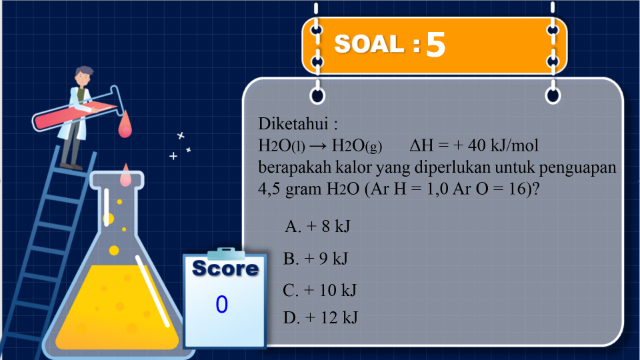 SOAL : 5
Diketahui :
H2O(l) → H2O(g) ΔH = + 40 kJ/mol
berapakah kalor yang diperlukan untuk penguapan
4,5 gram H2O (Ar H = 1,0 Ar O = 16)?
A. + 8 kJ
B. + 9 kJ
C. + 10 kJ
D. + 12 kJ
Score
0